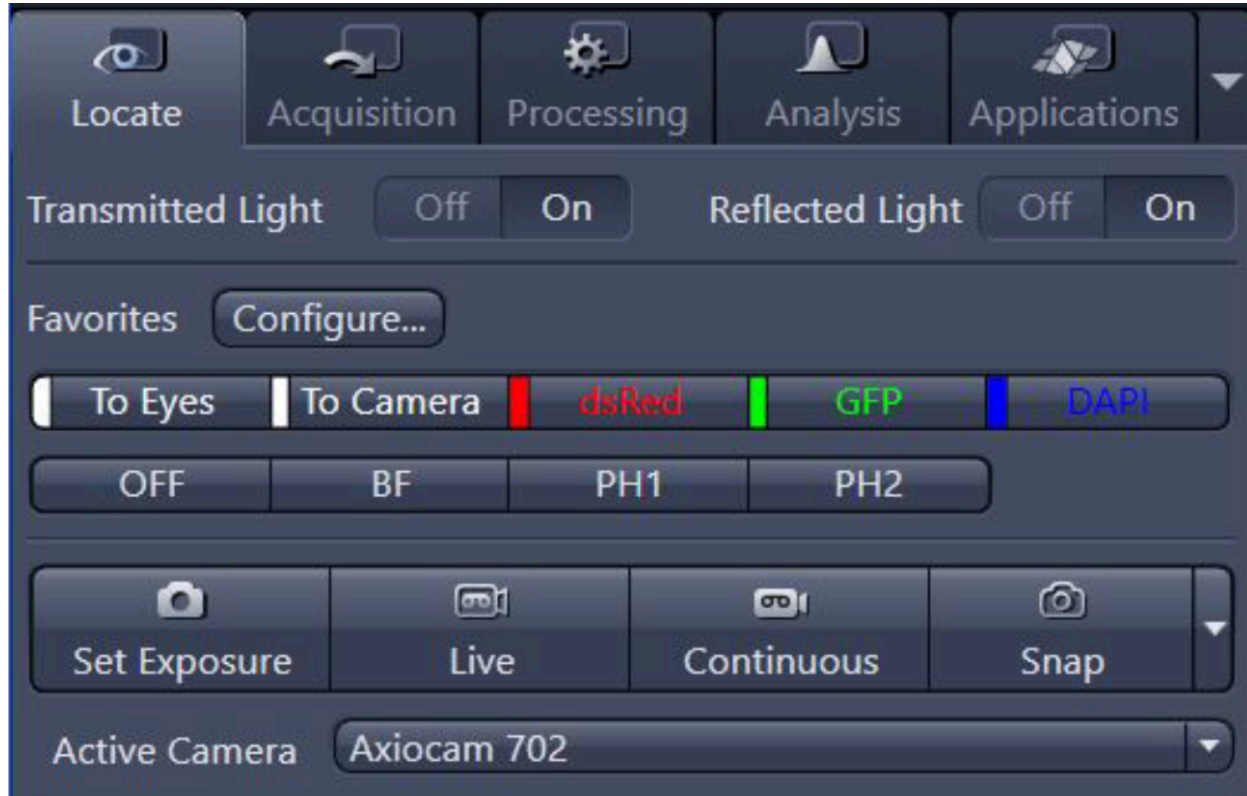 Locate Acquisition Processing Analysis Applications
Transmitted Light Off On Reflected Light Off On
Favorites Configure...
To Eyes To Camera dsRed GFP DAPI
OFF BF PH1 PH2
Set Exposure Live Continuous Snap
Active Camera Axiocam 702